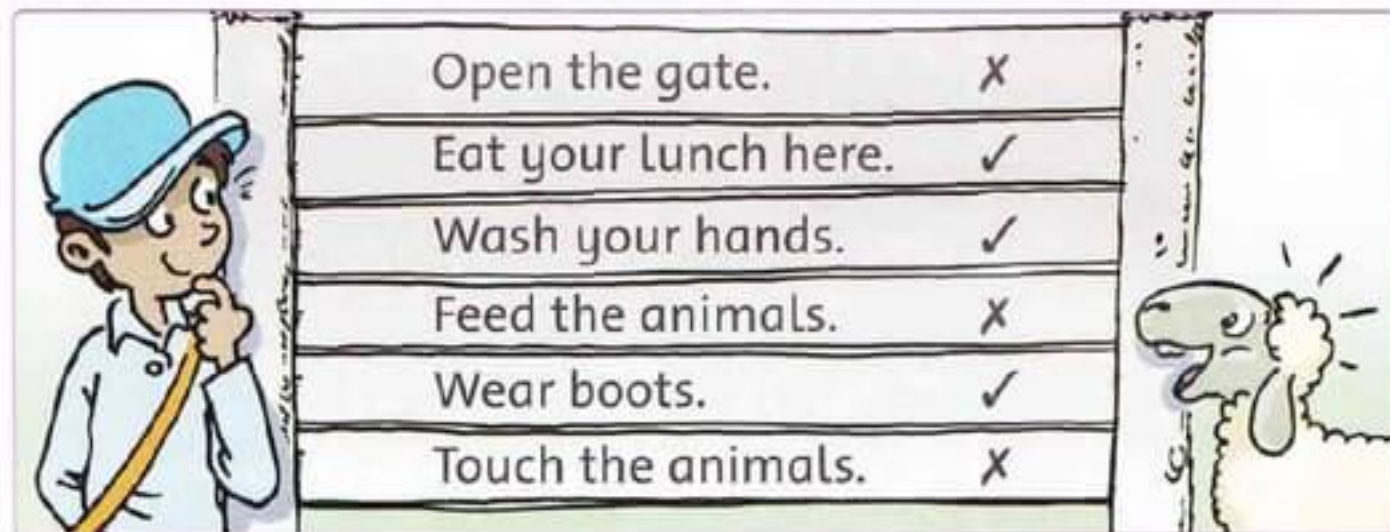 Open the gate. ✗
Eat your lunch here. ✓
Wash your hands. ✓
Feed the animals. ✗
Wear boots. ✓
Touch the animals. ✗